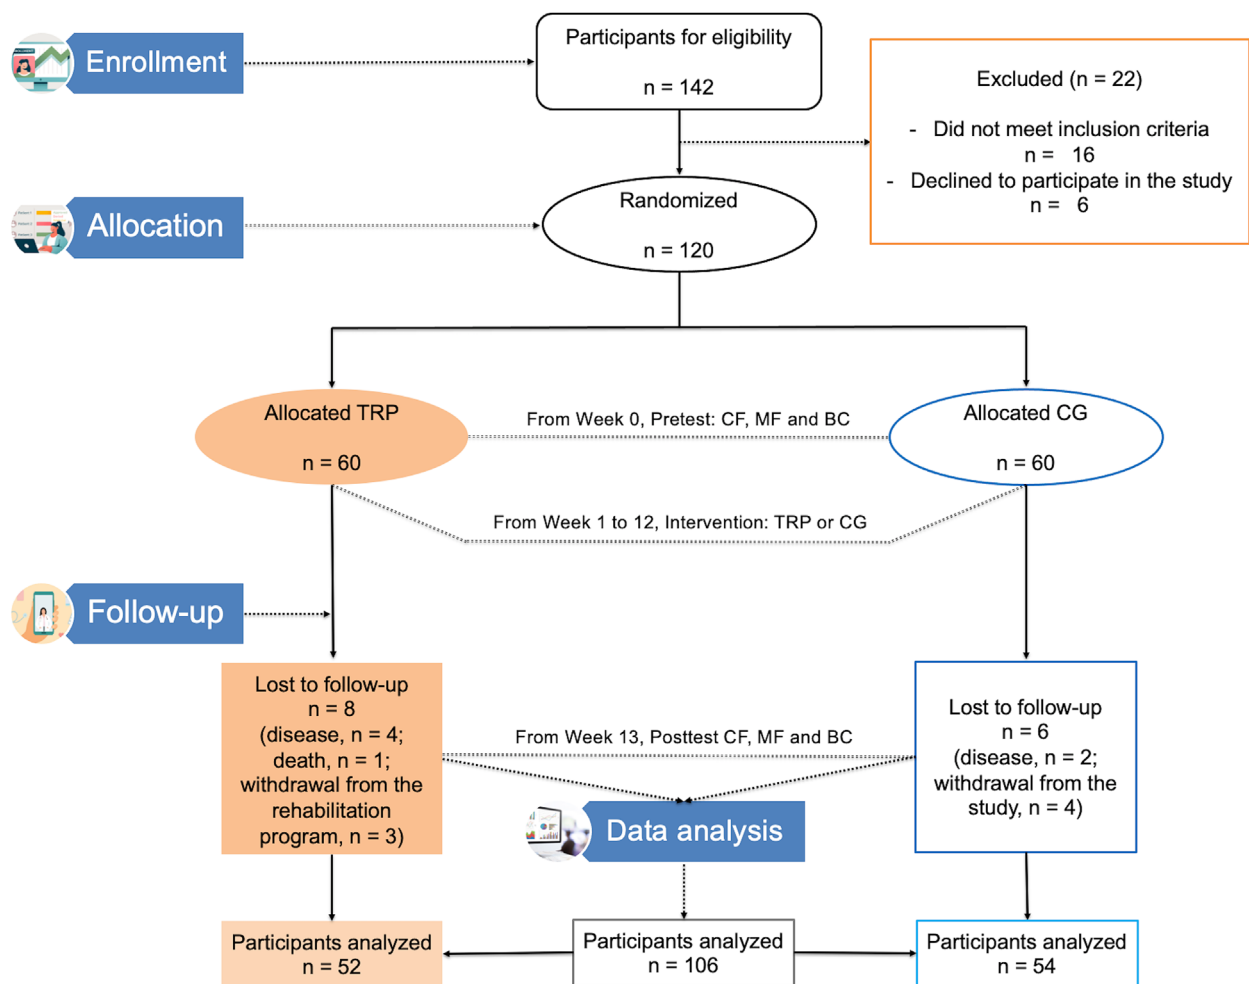 Enrollment
Participants for eligibility
n = 142
Excluded (n = 22)
- Did not meet inclusion criteria
n = 16
- Declined to participate in the study
n = 6
Allocation
Randomized
n = 120
Allocated TRP
n = 60
From Week 0, Pretest: CF, MF and BC
Allocated CG
n = 60
From Week 1 to 12, Intervention: TRP or CG
Follow-up
Lost to follow-up
n = 8
(disease, n = 4;
death, n = 1;
withdrawal from the
rehabilitation
program, n = 3)
From Week 13, Posttest CF, MF and BC
Lost to follow-up
n = 6
(disease, n = 2;
withdrawal from the
study, n = 4)
Data analysis
Participants analyzed
n = 52
Participants analyzed
n = 106
Participants analyzed
n = 54